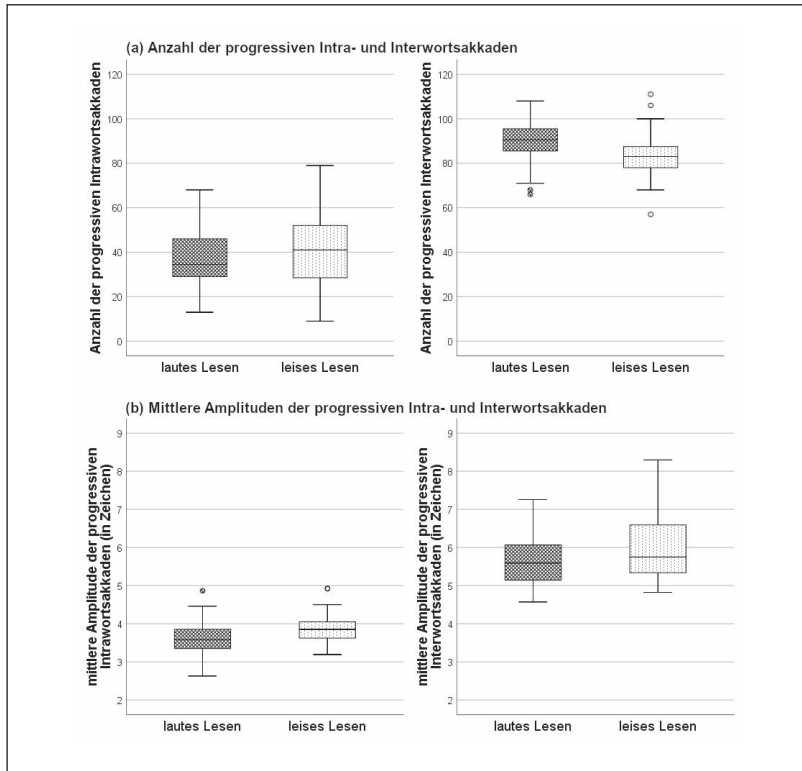 (a) Anzahl der progressiven Intra- und Interwortsakkaden
Anzahl der progressiven Intrawortsakkaden
120
100
80
60
40
20
0
lautes Lesen
leises Lesen
Anzahl der progressiven Interwortsakkaden
120
100
80
60
40
20
0
lautes Lesen
leises Lesen
(b) Mittlere Amplituden der progressiven Intra- und Interwortsakkaden
mittlere Amplitude der progressiven
Intrawortsakkaden (in Zeichen)
9
8
7
6
5
4
3
2
lautes Lesen
leises Lesen
mittlere Amplitude der progressiven
Interwortsakkaden (in Zeichen)
9
8
7
6
5
4
3
2
lautes Lesen
leises Lesen